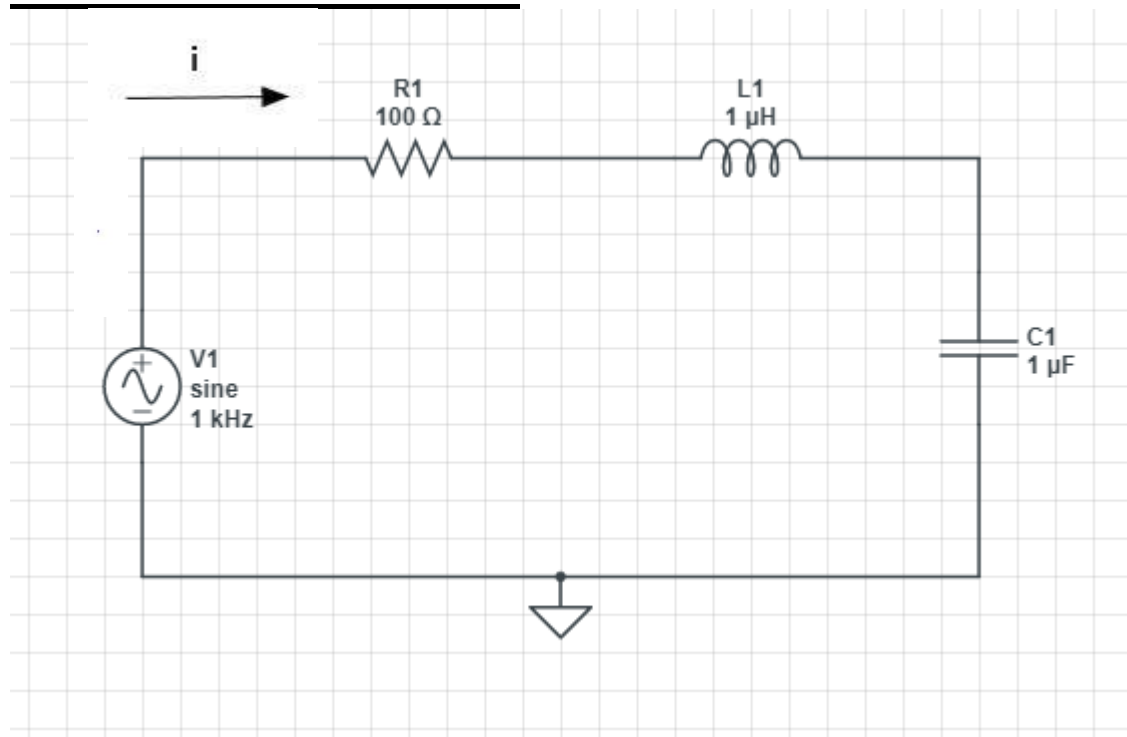 i
R1
100 Ω
L1
1 μH
C1
1 μF
V1
sine
1 kHz